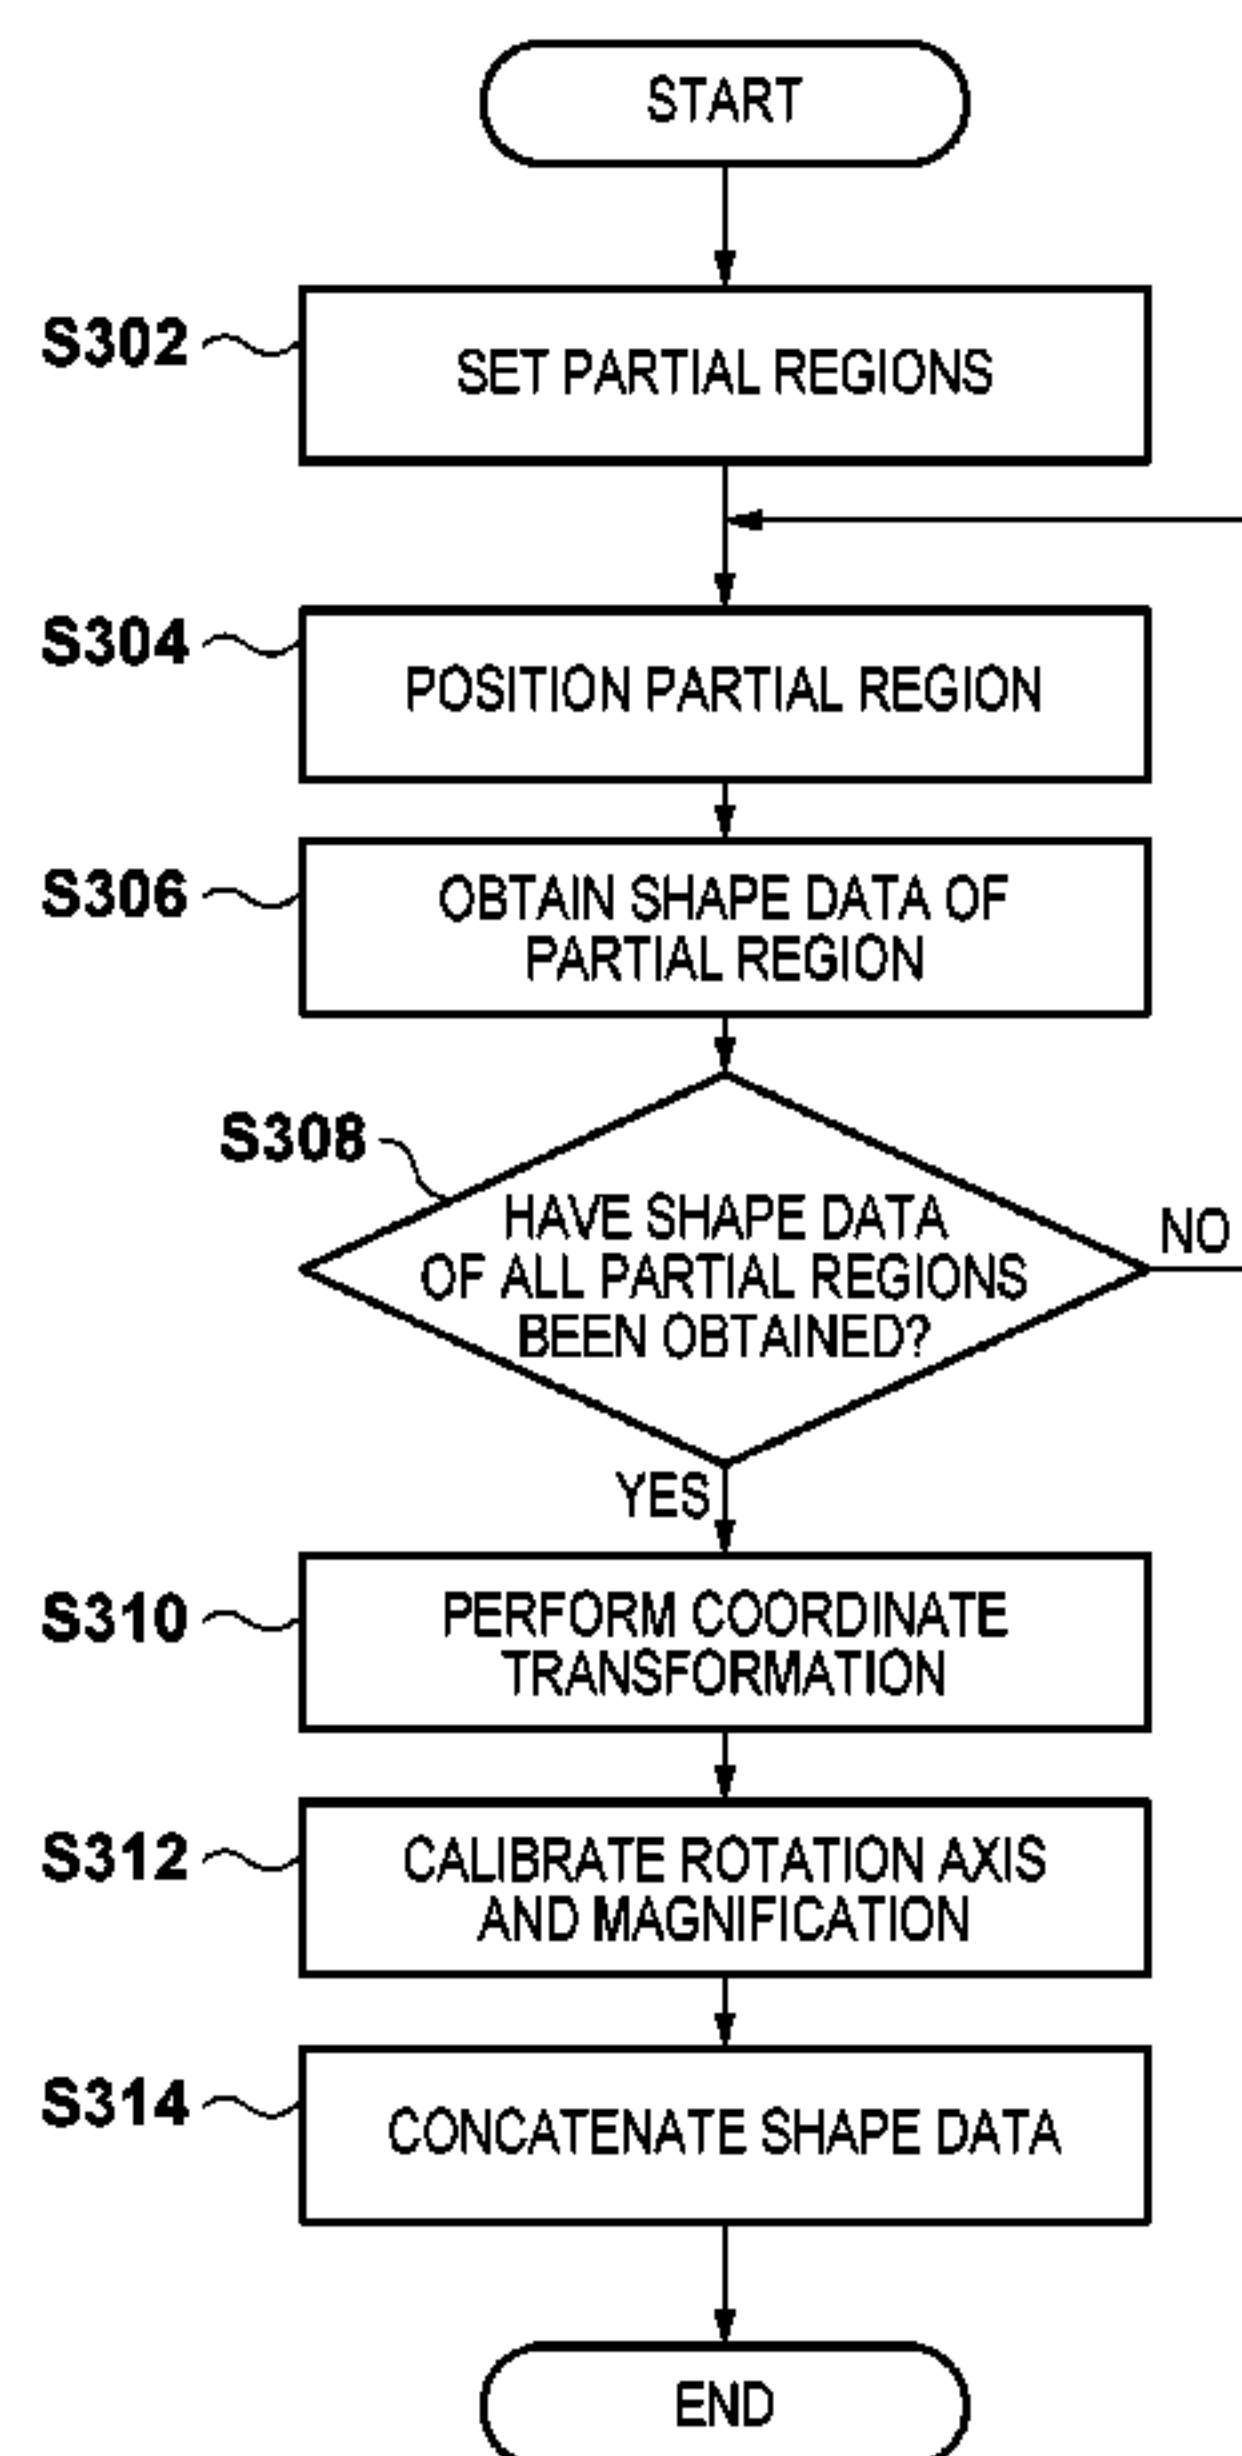 START
S302
SET PARTIAL REGIONS
S304
POSITION PARTIAL REGION
S306
OBTAIN SHAPE DATA OF
PARTIAL REGION
S308
HAVE SHAPE DATA
OF ALL PARTIAL REGIONS
BEEN OBTAINED?
NO
YES
S310
PERFORM COORDINATE
TRANSFORMATION
S312
CALIBRATE ROTATION AXIS
AND MAGNIFICATION
S314
CONCATENATE SHAPE DATA
END